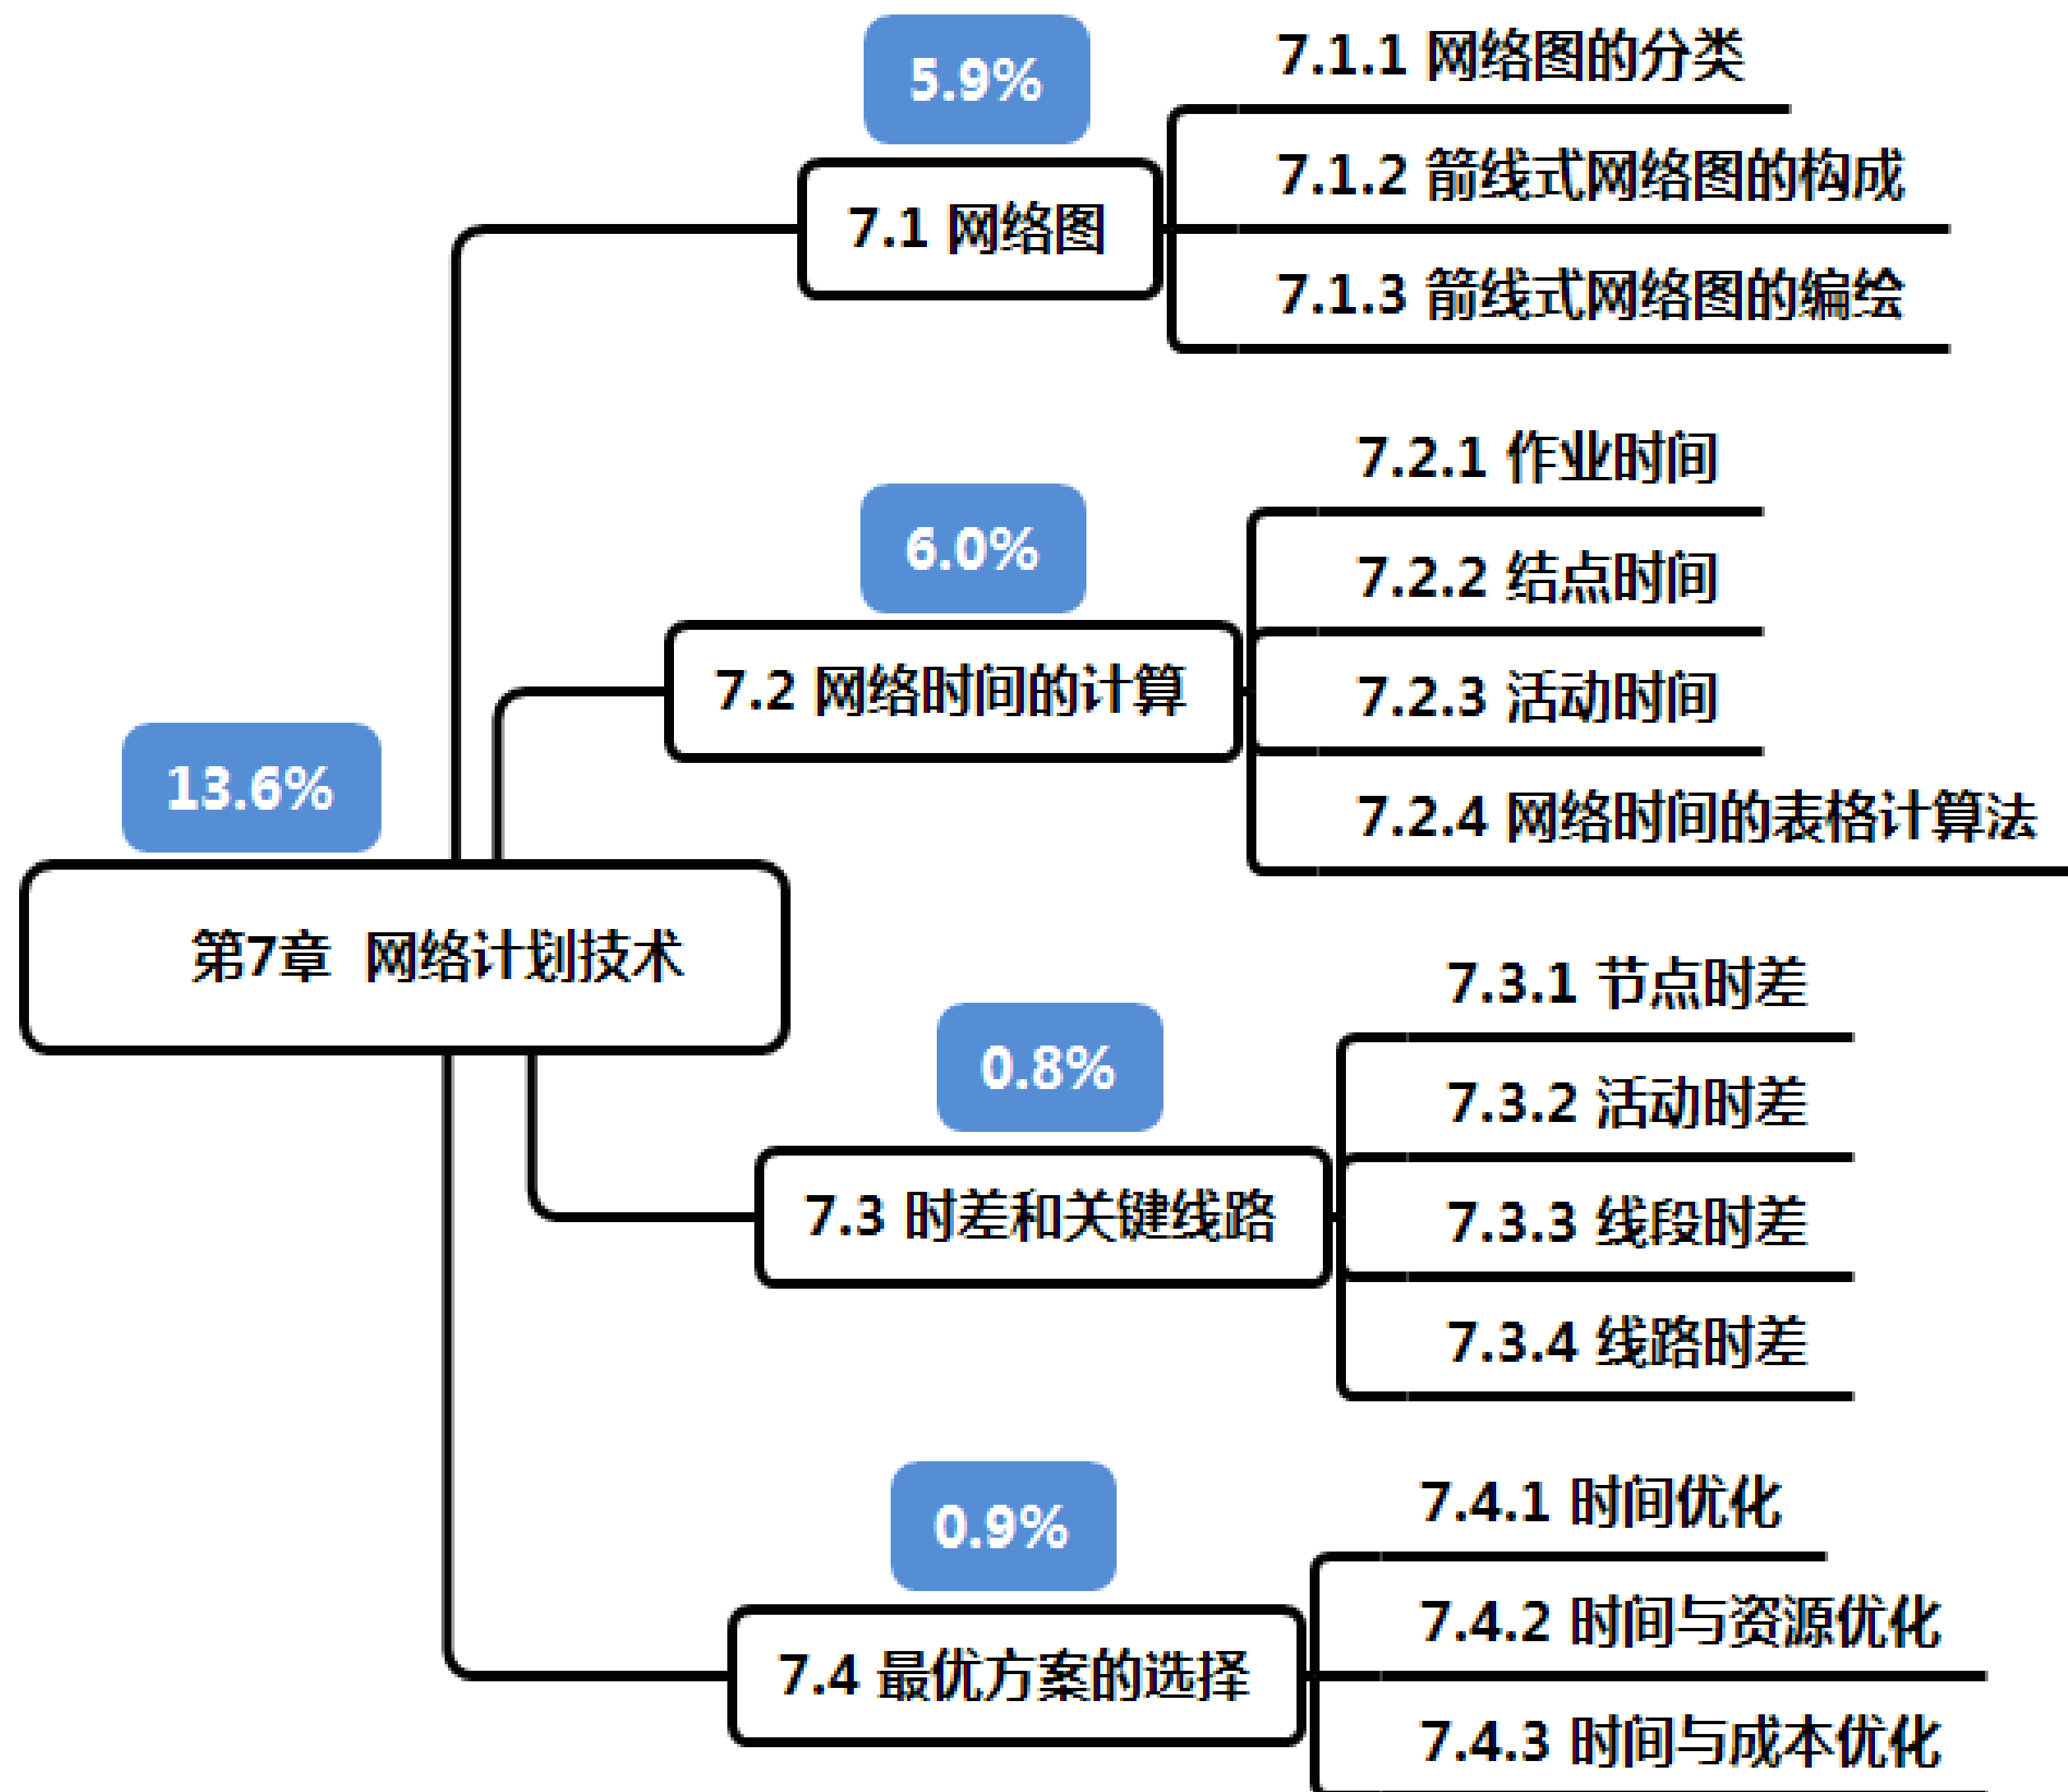 5.9%
7.1 网络图
7.1.1 网络图的分类
7.1.2 箭线式网络图的构成
7.1.3 箭线式网络图的编绘
6.0%
7.2 网络时间的计算
7.2.1 作业时间
7.2.2 结点时间
7.2.3 活动时间
7.2.4 网络时间的表格计算法
13.6%
第7章 网络计划技术
0.8%
7.3 时差和关键线路
7.3.1 节点时差
7.3.2 活动时差
7.3.3 线段时差
7.3.4 线路时差
0.9%
7.4 最优方案的选择
7.4.1 时间优化
7.4.2 时间与资源优化
7.4.3 时间与成本优化